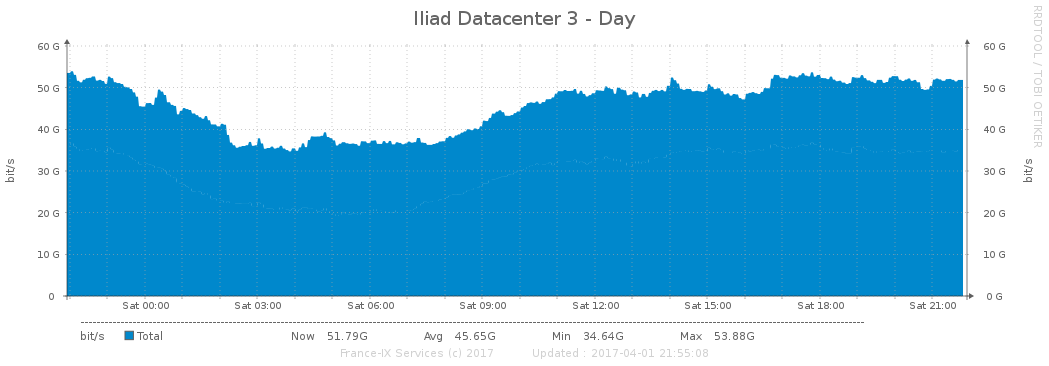 Iliad Datacenter 3 - Day
RRDTOOL / TOBI OETIKER
60 G 60 G
50 G 50 G
40 G 40 G
30 G 30 G
20 G 20 G
10 G 10 G
0 0 G
bit/s bit/s
Sat 00:00 Sat 03:00 Sat 06:00 Sat 09:00 Sat 12:00 Sat 15:00 Sat 18:00 Sat 21:00
bit/s Total Now 51.79G Avg 45.65G Min 34.64G Max 53.88G
France-IX Services (c) 2017 Updated : 2017-04-01 21:55:08